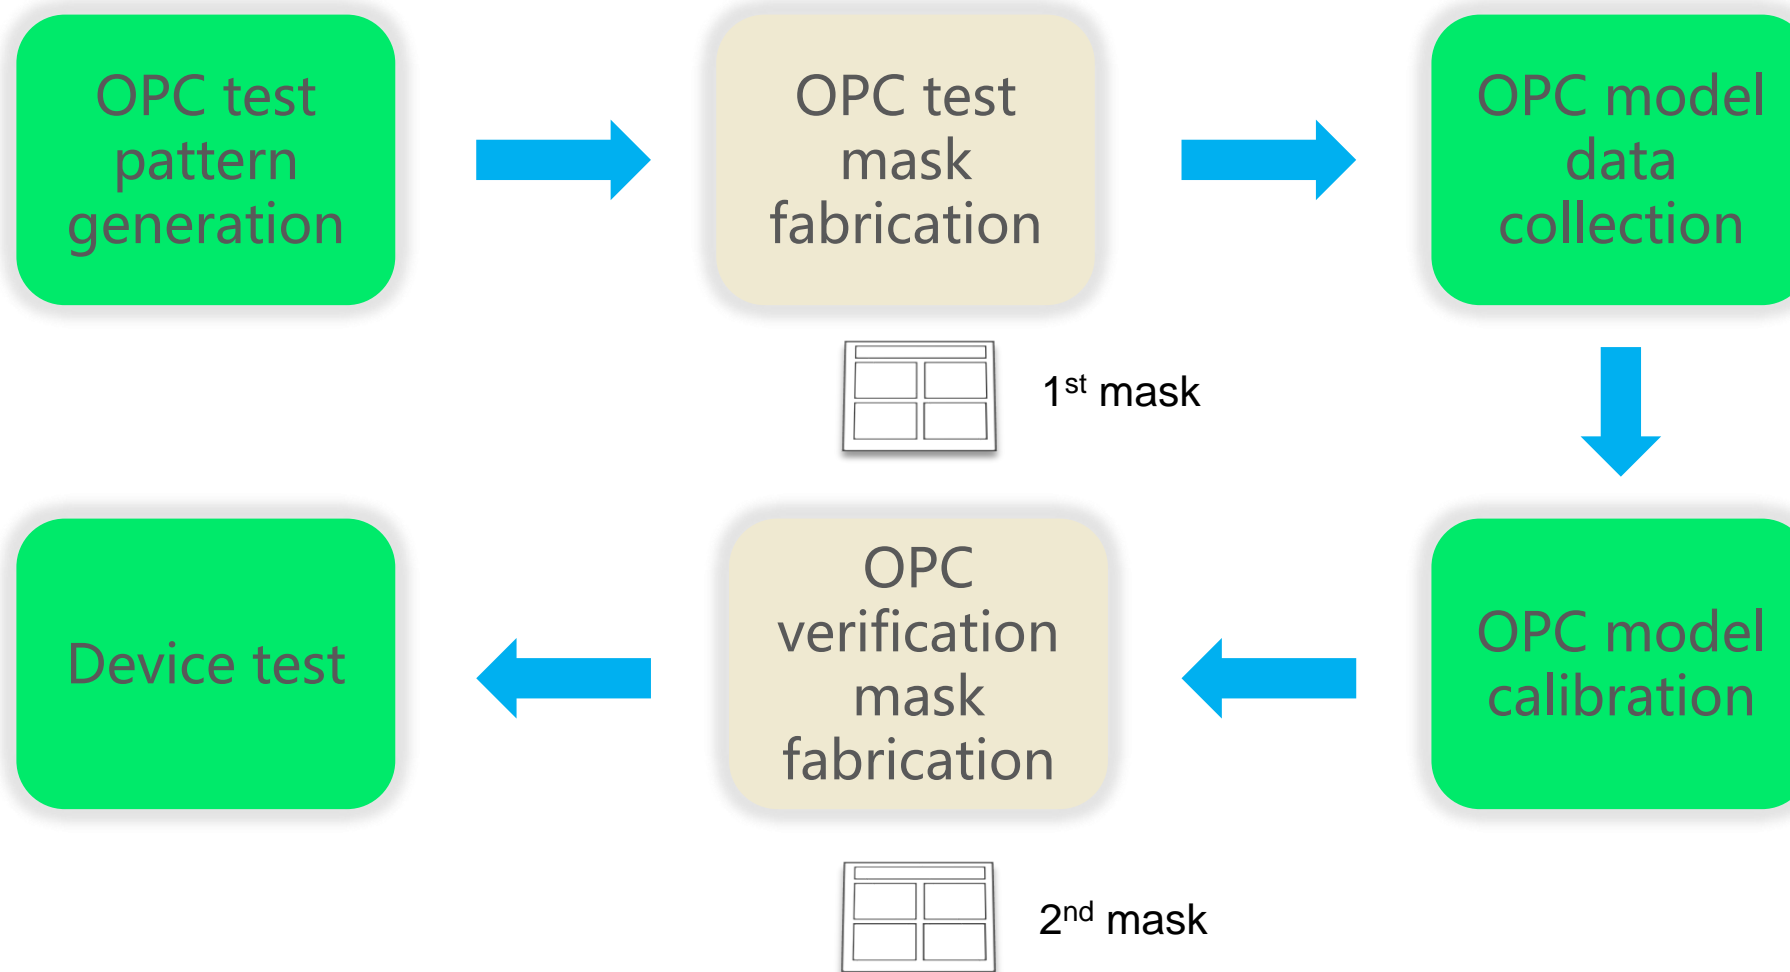 OPC test
pattern
generation
OPC test
mask
fabrication
OPC model
data
collection
1st mask
Device test
OPC
verification
mask
fabrication
OPC model
calibration
2nd mask